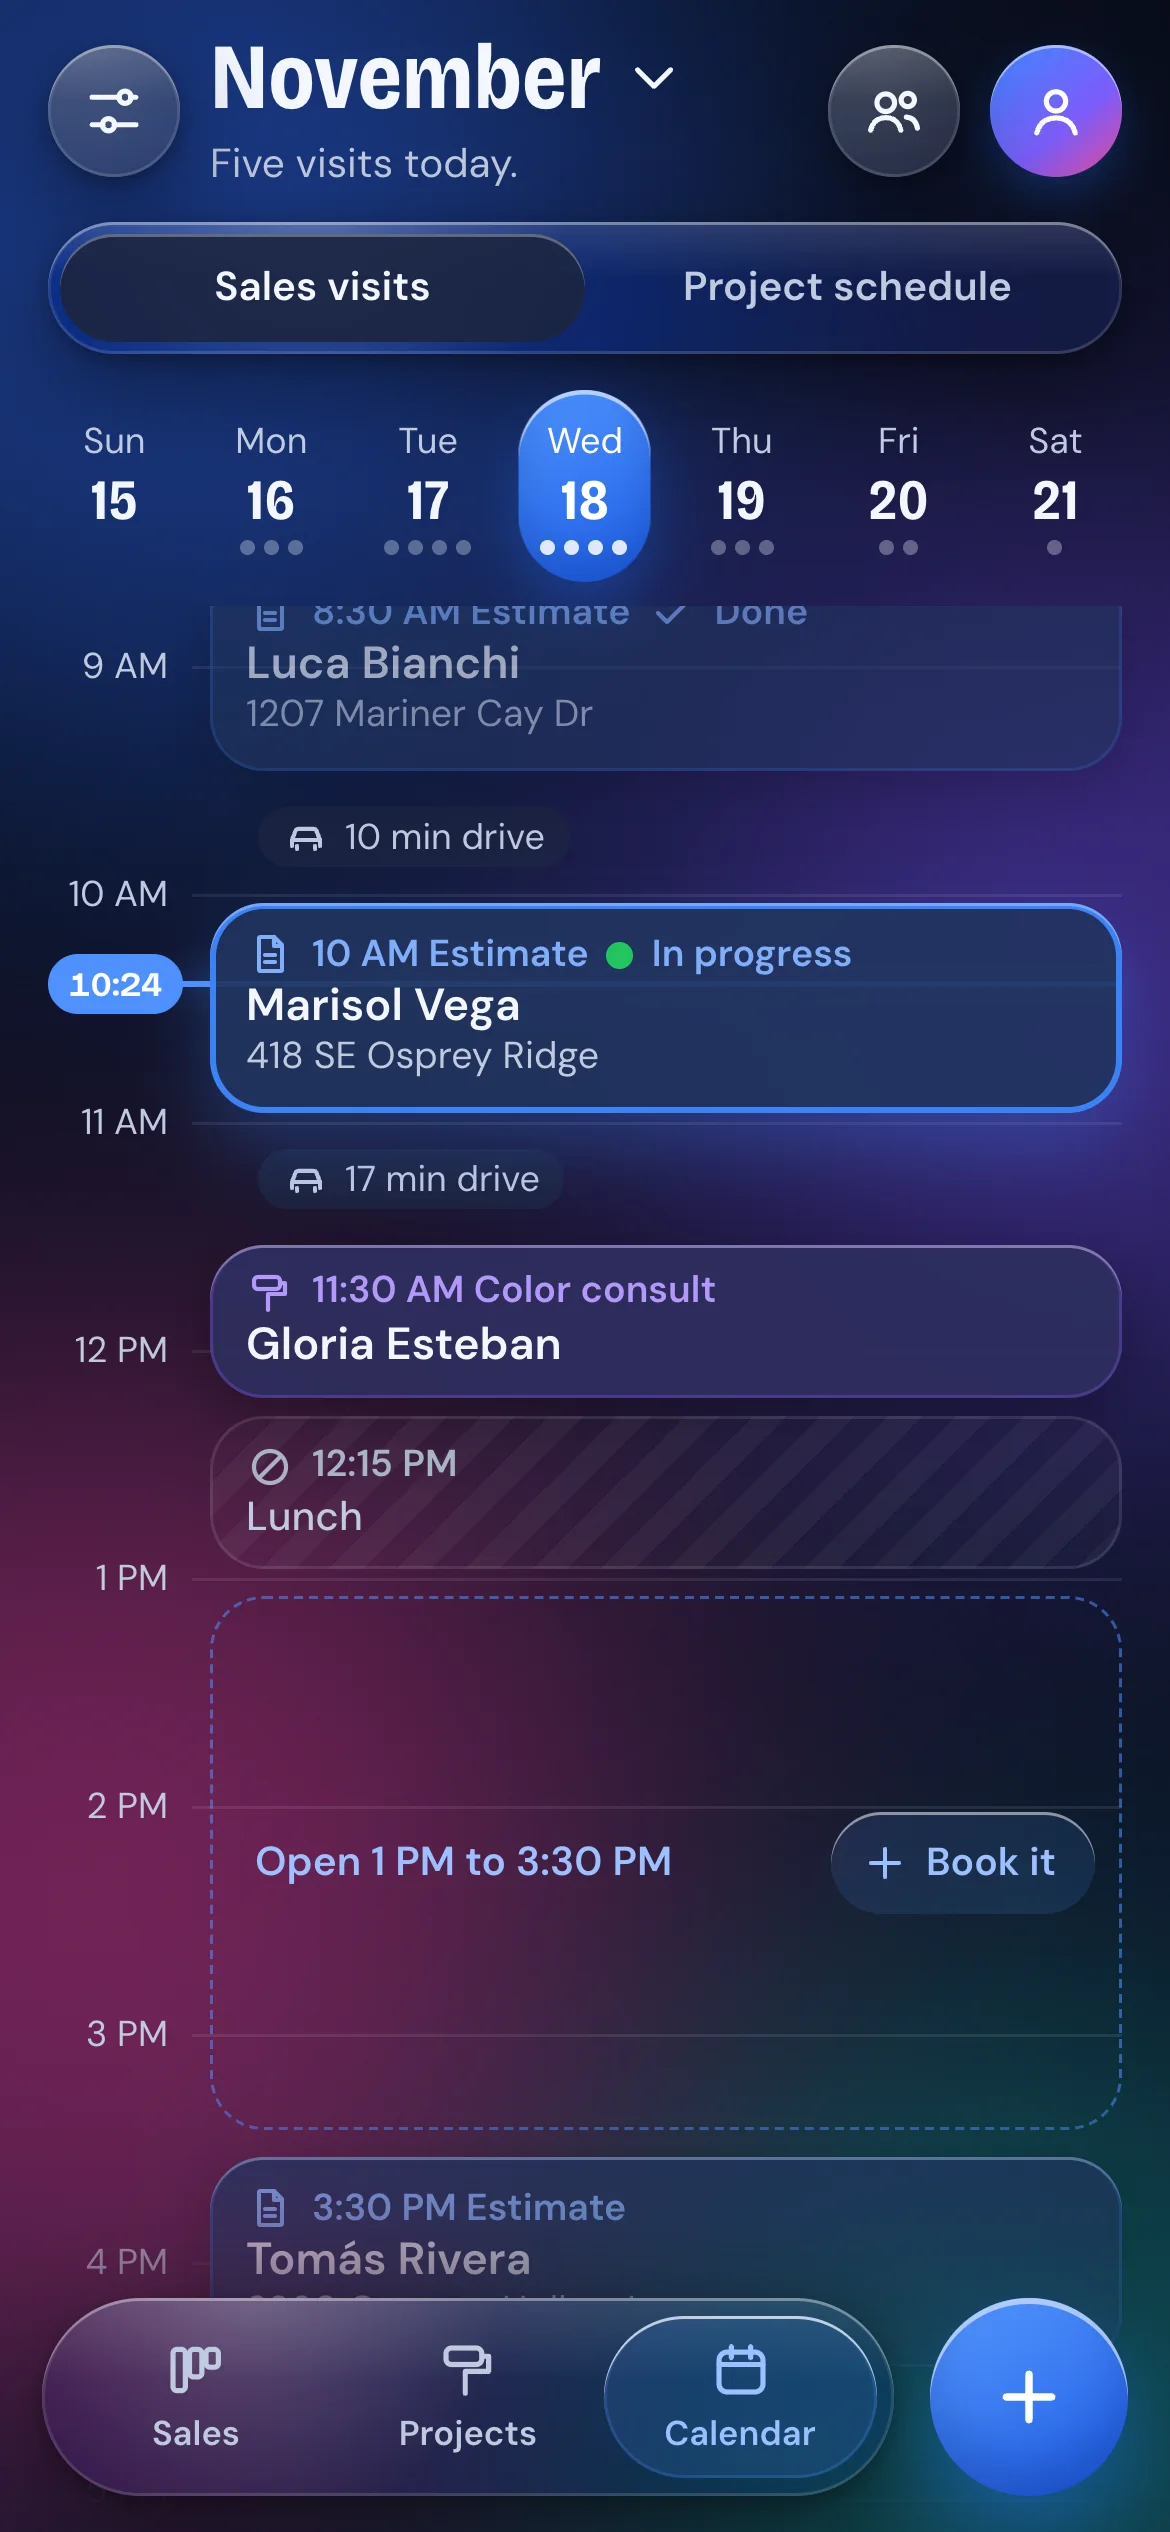 November
Five visits today.
Sales visits
Project schedule
Sun Mon Tue Wed Thu Fri Sat
15 16 17 18 19 20 21
8:30 AM Estimate Done
9 AM
Luca Bianchi
1207 Mariner Cay Dr
10 min drive
10 AM
10 AM Estimate In progress
10:24
Marisol Vega
418 SE Osprey Ridge
11 AM
17 min drive
11:30 AM Color consult
Gloria Esteban
12 PM
12:15 PM
Lunch
1 PM
2 PM
Open 1 PM to 3:30 PM
Book it
3 PM
3:30 PM Estimate
Tomás Rivera
4 PM
Sales
Projects
Calendar